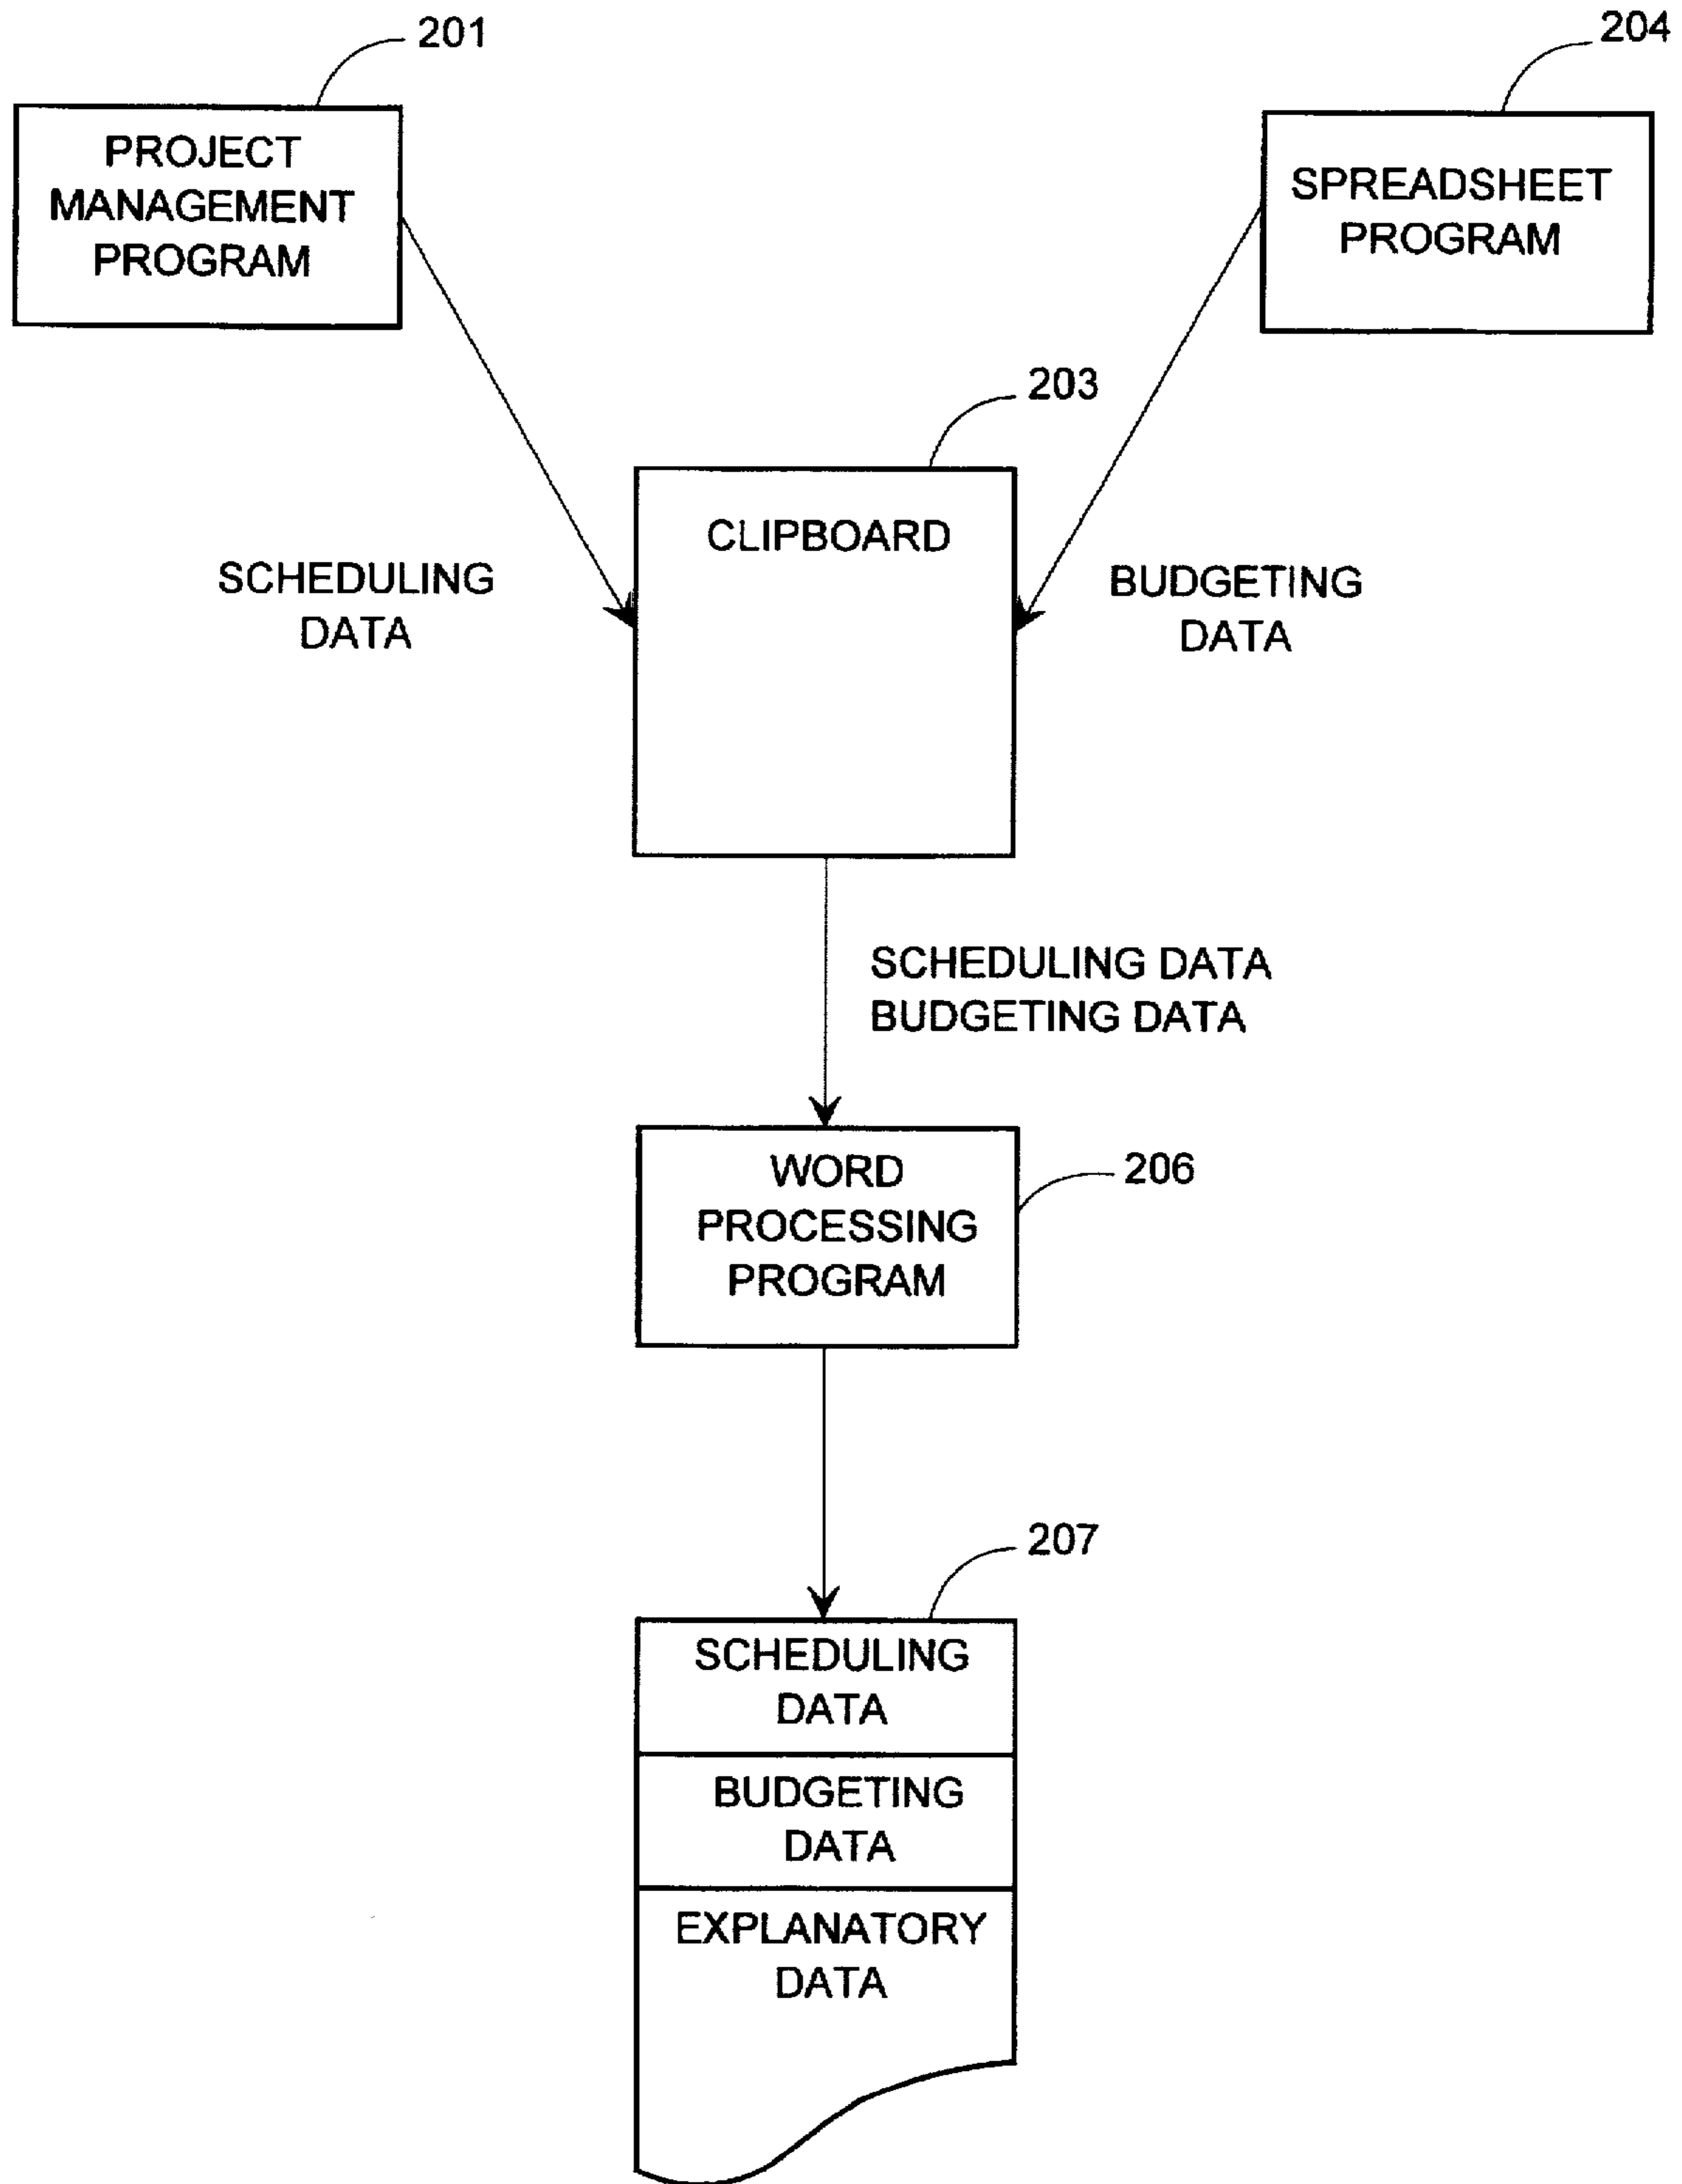 201
204
PROJECT
MANAGEMENT
PROGRAM
SPREADSHEET
PROGRAM
203
CLIPBOARD
SCHEDULING
DATA
BUDGETING
DATA
SCHEDULING DATA
BUDGETING DATA
WORD
PROCESSING
PROGRAM
206
207
SCHEDULING
DATA
BUDGETING
DATA
EXPLANATORY
DATA